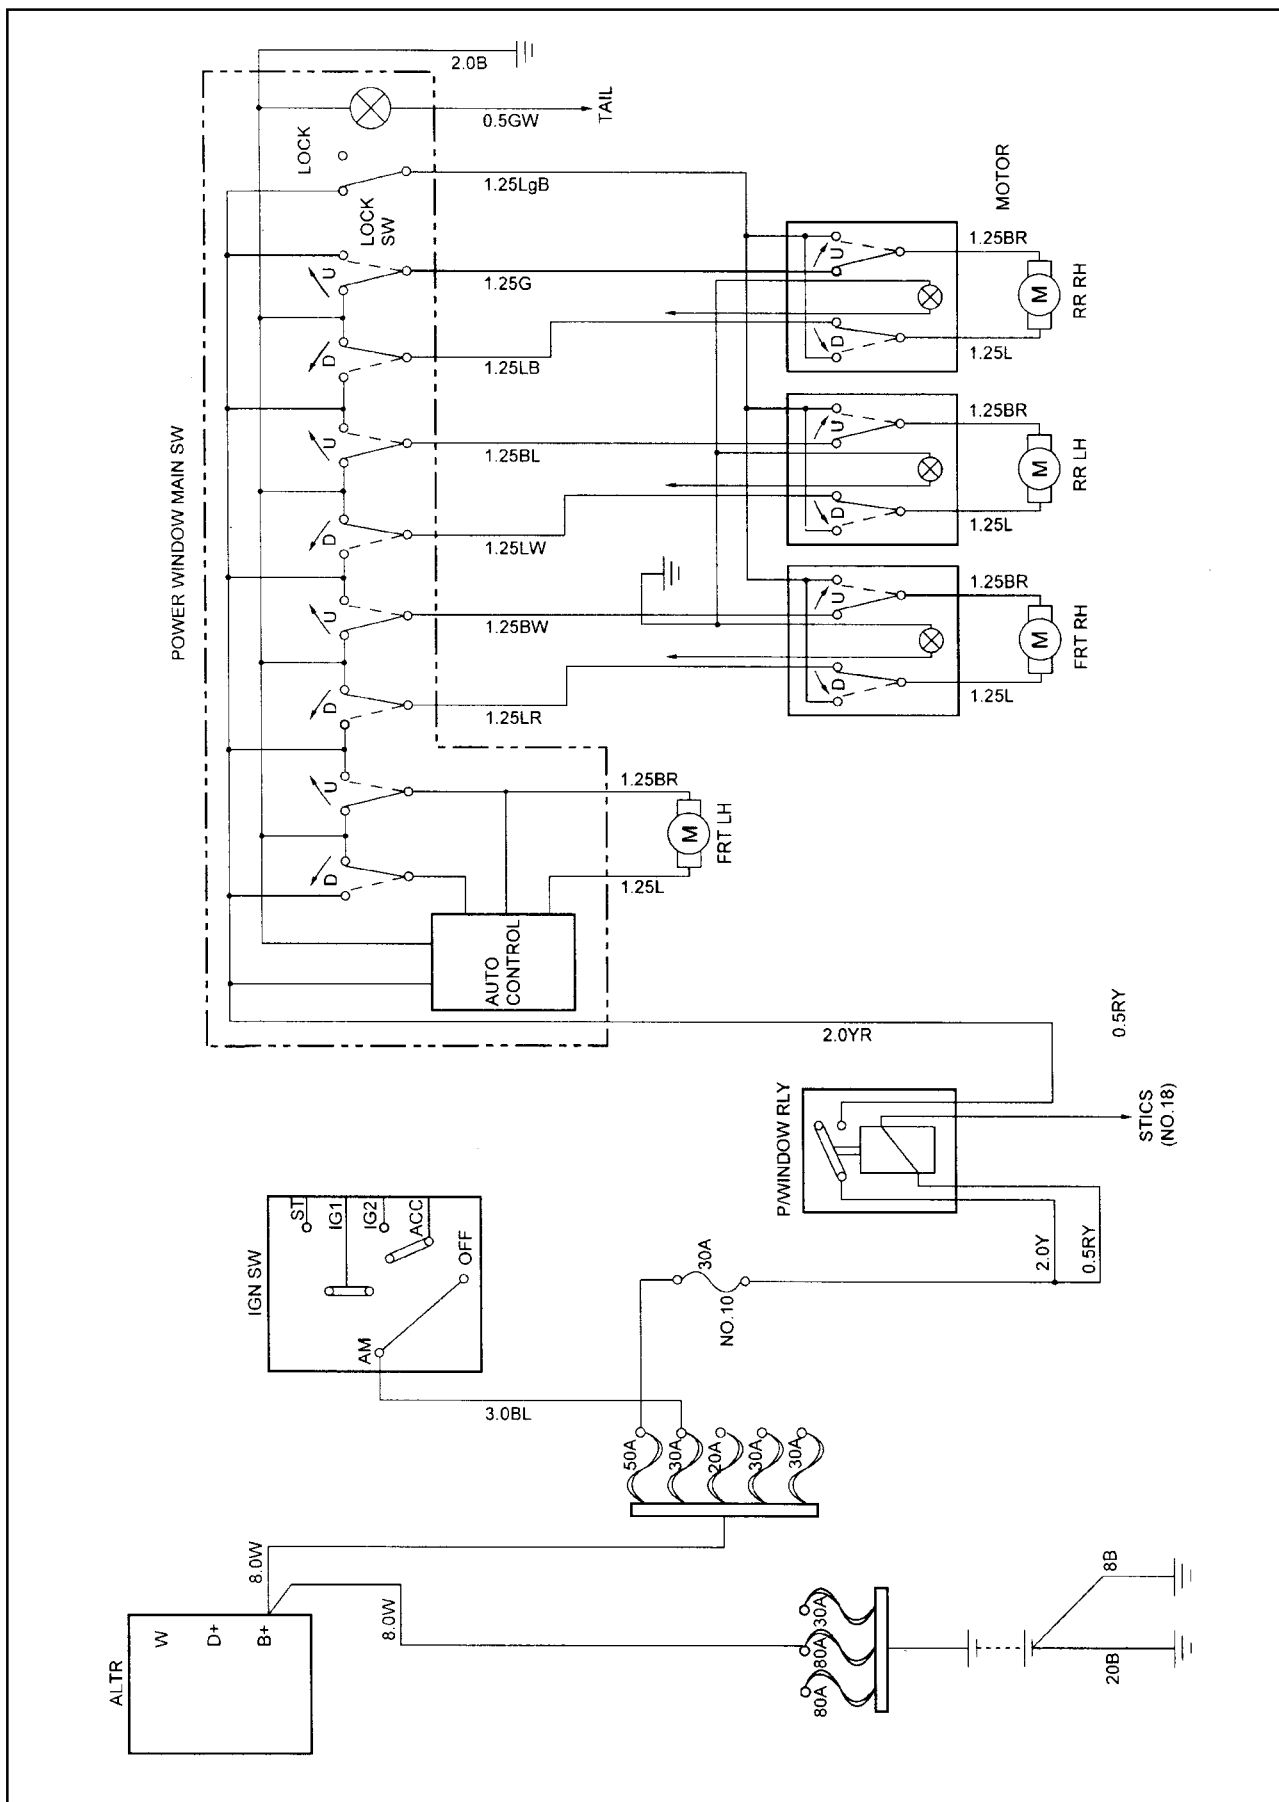 ALTR
W
D+
B+
8.0W
8.0W
80A
80A
30A
20B
8B
50A
30A
20A
30A
30A
3.0BL
IGN SW
AM
OFF
ST
IG1
IG2
ACC
NO.10
30A
2.0Y
0.5RY
P/WINDOW RLY
STICS
(NO.18)
0.5RY
2.0YR
POWER WINDOW MAIN SW
AUTO
CONTROL
D
U
D
U
D
U
D
U
LOCK
SW
LOCK
2.0B
0.5GW
TAIL
1.25LgB
1.25G
1.25LB
1.25BL
1.25LW
1.25BW
1.25LR
1.25BR
1.25L
M
FRT LH
MOTOR
D
U
1.25BR
1.25L
M
RR RH
D
U
1.25BR
1.25L
M
RR LH
D
U
1.25BR
1.25L
M
FRT RH